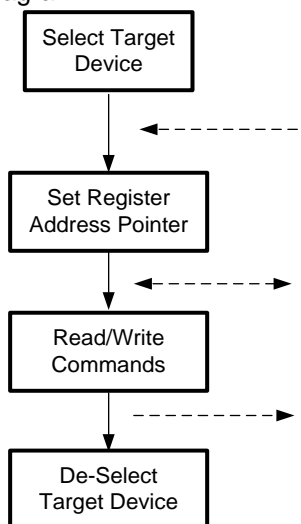 Select Target
Device
Set Register
Address Pointer
Read/Write
Commands
De-Select
Target Device